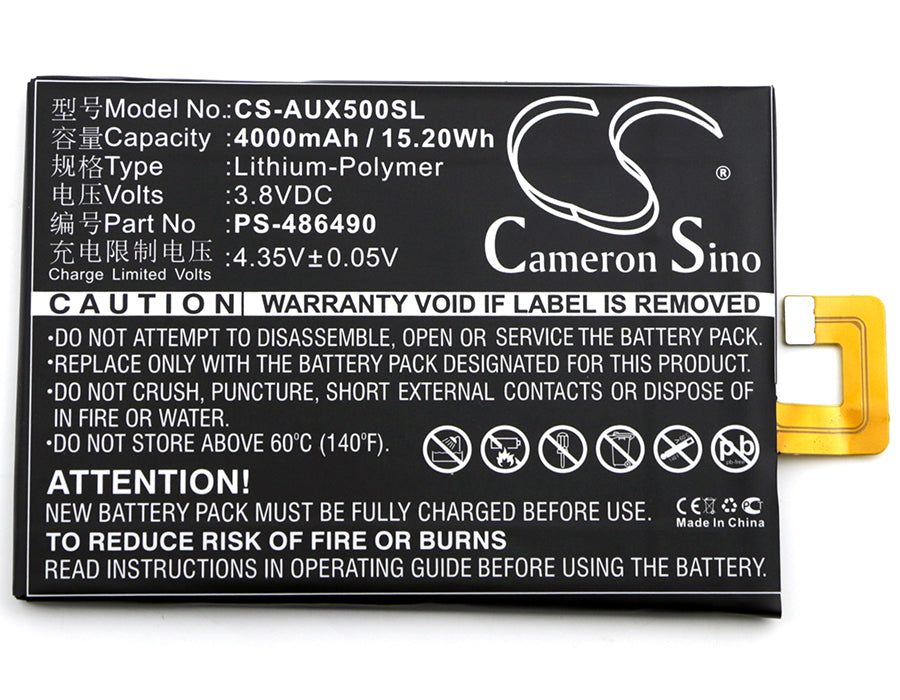 型号Model No.: CS-AUX500SL
容量Capacity : 4000mAh / 15.20Wh
规格Type : Lithium-Polymer
电压Volts : 3.8VDC
编号Part No : PS-486490
充电限制电压 : 4.35V±0.05V
Charge Limited Volts
CS
®
Cameron Sino
CAUTION WARRANTY VOID IF LABEL IS REMOVED
•DO NOT ATTEMPT TO DISASSEMBLE, OPEN OR SERVICE THE BATTERY PACK.
•REPLACE ONLY WITH THE BATTERY PACK DESIGNATED FOR THIS PRODUCT.
•DO NOT CRUSH, PUNCTURE, SHORT EXTERNAL CONTACTS OR DISPOSE OF
IN FIRE OR WATER.
•DO NOT STORE ABOVE 60°C (140°F).
Pb
pb-free
ATTENTION!
NEW BATTERY PACK MUST BE FULLY CHARGED BEFORE USE.
TO REDUCE RISK OF FIRE OR BURNS
READ INSTRUCTIONS IN OPERATING GUIDE BEFORE USING THE BATTERY.
CE
Made In China